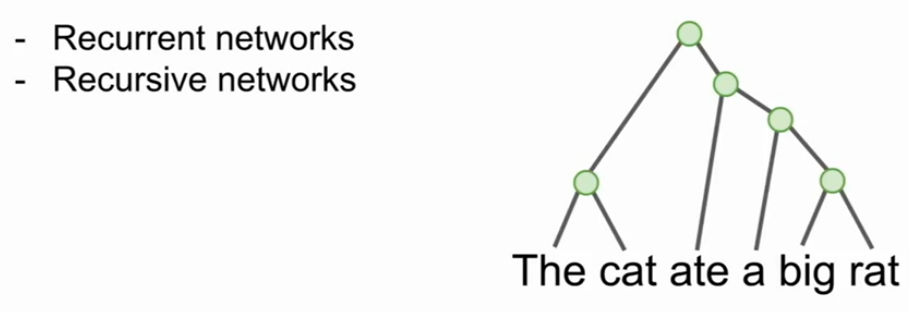 - Recurrent networks
- Recursive networks
The cat ate a big rat